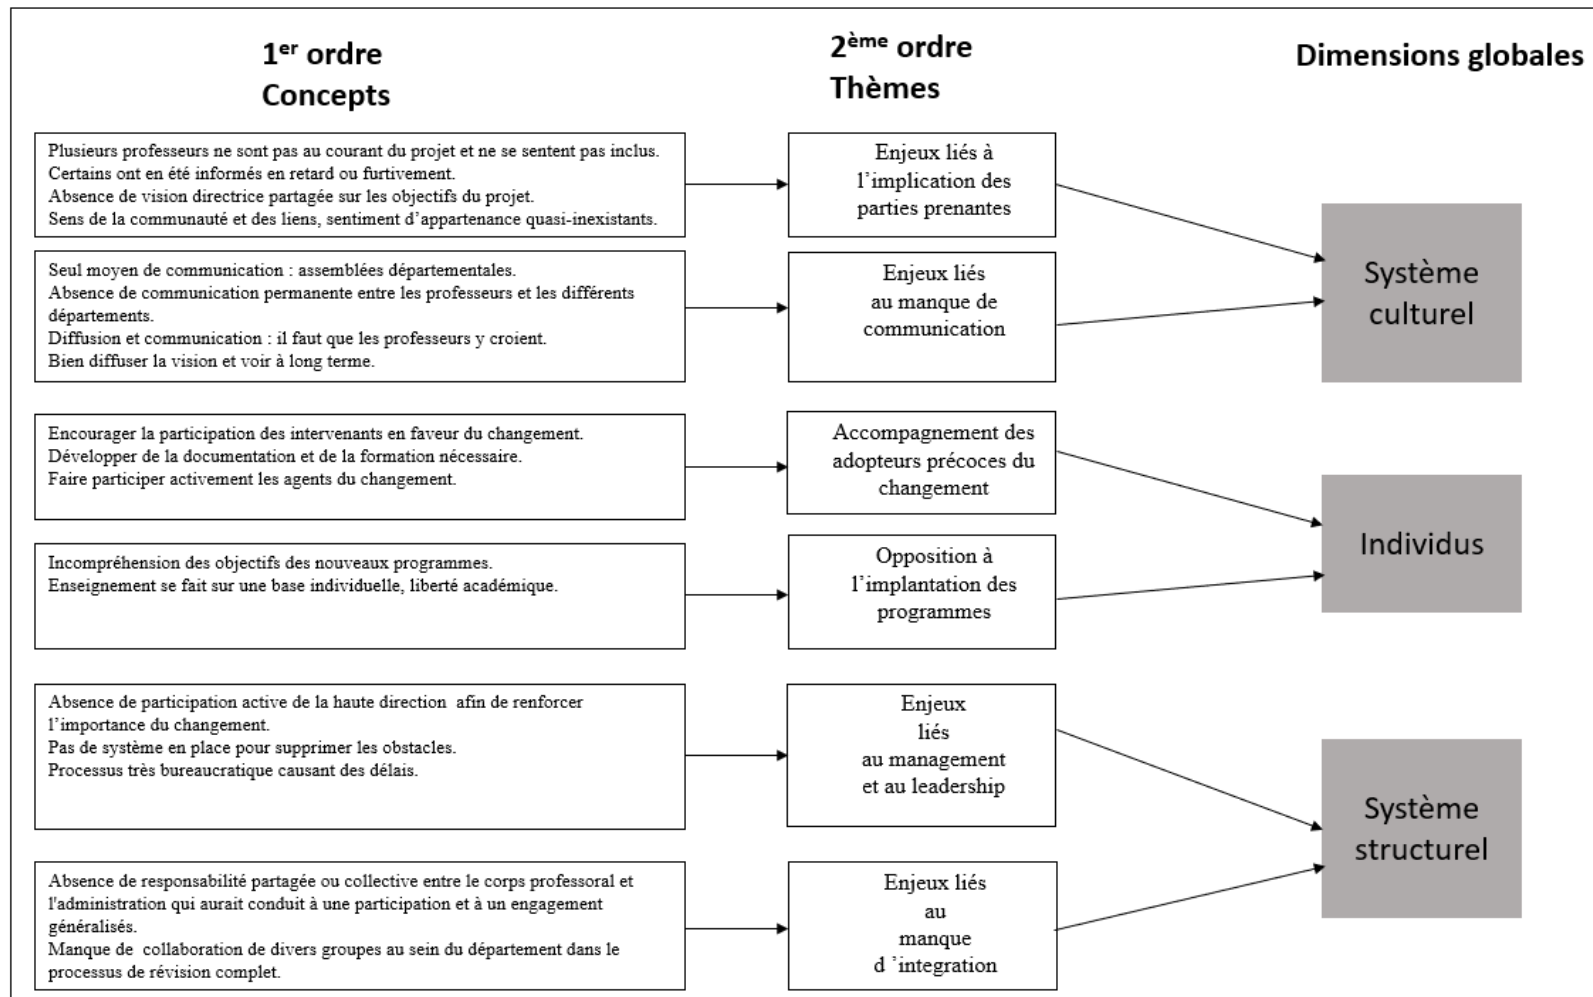 1er ordre
Concepts
2ème ordre
Thèmes
Dimensions globales
Plusieurs professeurs ne sont pas au courant du projet et ne se sentent pas inclus.
Certains ont en été informés en retard ou furtivement.
Absence de vision directrice partagée sur les objectifs du projet.
Sens de la communauté et des liens, sentiment d’appartenance quasi-inexistants.
Enjeux liés à
l’implication des
parties prenantes
Seul moyen de communication : assemblées départementales.
Absence de communication permanente entre les professeurs et les différents
départements.
Diffusion et communication : il faut que les professeurs y croient.
Bien diffuser la vision et voir à long terme.
Enjeux liés
au manque de
communication
Système
culturel
Encourager la participation des intervenants en faveur du changement.
Développer de la documentation et de la formation nécessaire.
Faire participer activement les agents du changement.
Accompagnement des
adopteurs précoces du
changement
Incompréhension des objectifs des nouveaux programmes.
Enseignement se fait sur une base individuelle, liberté académique.
Opposition à
l’implantation des
programmes
Individus
Absence de participation active de la haute direction afin de renforcer
l’importance du changement.
Pas de système en place pour supprimer les obstacles.
Processus très bureaucratique causant des délais.
Enjeux
liés
au management
et au leadership
Absence de responsabilité partagée ou collective entre le corps professoral et
l'administration qui aurait conduit à une participation et à un engagement
généralisés.
Manque de collaboration de divers groupes au sein du département dans le
processus de révision complet.
Enjeux liés
au
manque
d ’integration
Système
structurel